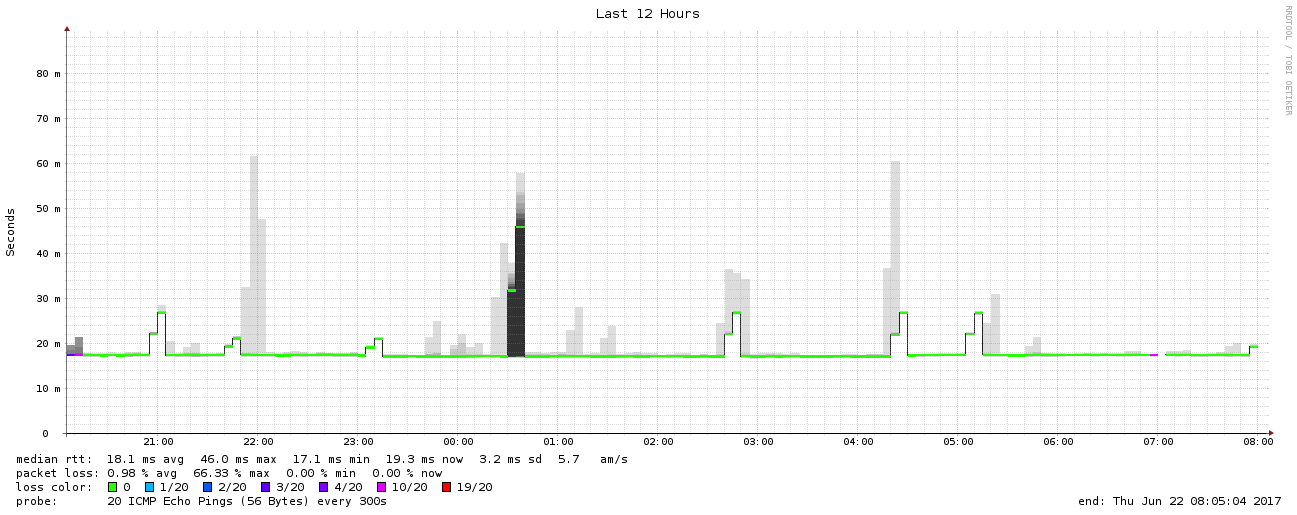 Last 12 Hours
RRDTOOL / TOBI OETIKER
Seconds
80 m
70 m
60 m
50 m
40 m
30 m
20 m
10 m
0
21:00 22:00 23:00 00:00 01:00 02:00 03:00 04:00 05:00 06:00 07:00 08:00
median rtt: 18.1 ms avg 46.0 ms max 17.1 ms min 19.3 ms now 3.2 ms sd 5.7 am/s
packet loss: 0.98 % avg 66.33 % max 0.00 % min 0.00 % now
loss color: 0 1/20 2/20 3/20 4/20 10/20 19/20
probe: 20 ICMP Echo Pings (56 Bytes) every 300s end: Thu Jun 22 08:05:04 2017